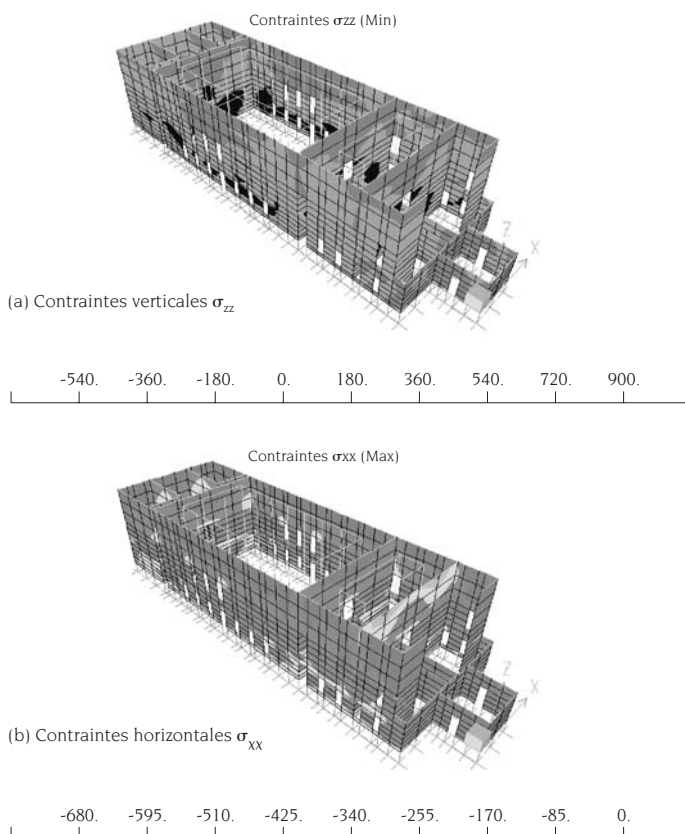 Contraintes σzz (Min)
Z
X
(a) Contraintes verticales σzz
-540. -360. -180. 0. 180. 360. 540. 720. 900.
Contraintes σxx (Max)
Z
X
(b) Contraintes horizontales σxx
-680. -595. -510. -425. -340. -255. -170. -85. 0.